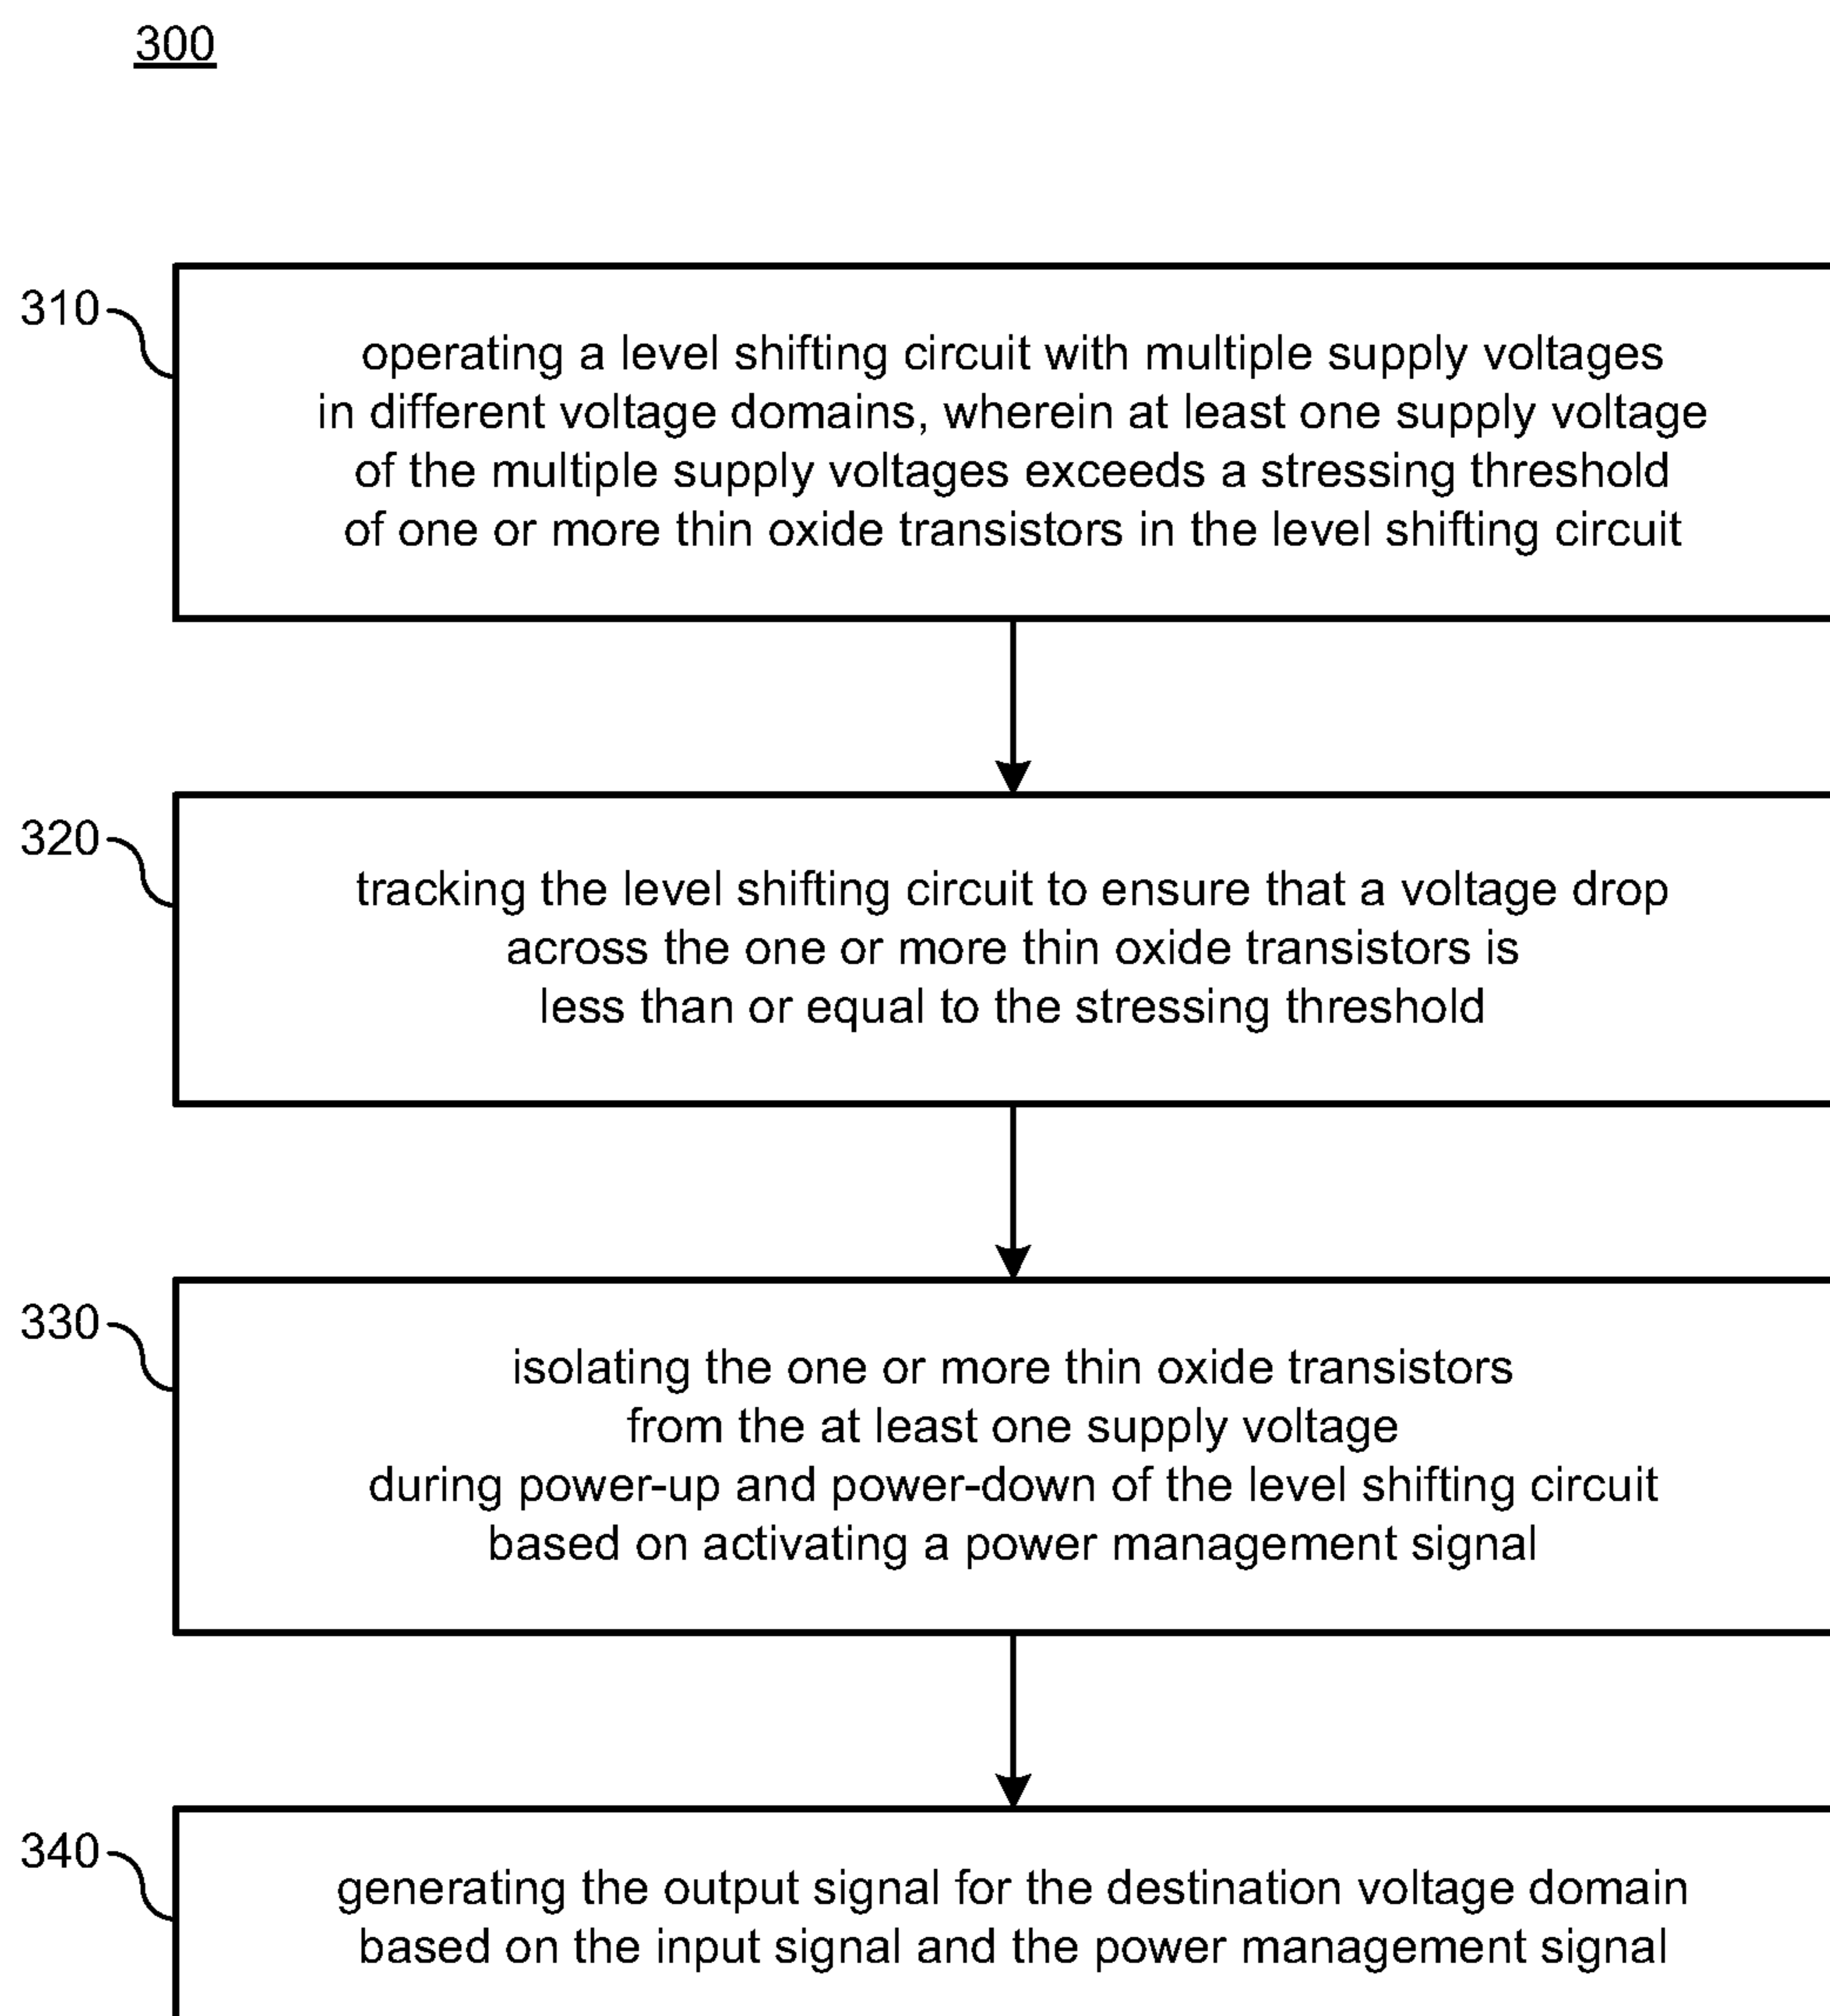 300
310
operating a level shifting circuit with multiple supply voltages
in different voltage domains, wherein at least one supply voltage
of the multiple supply voltages exceeds a stressing threshold
of one or more thin oxide transistors in the level shifting circuit
320
tracking the level shifting circuit to ensure that a voltage drop
across the one or more thin oxide transistors is
less than or equal to the stressing threshold
330
isolating the one or more thin oxide transistors
from the at least one supply voltage
during power-up and power-down of the level shifting circuit
based on activating a power management signal
340
generating the output signal for the destination voltage domain
based on the input signal and the power management signal